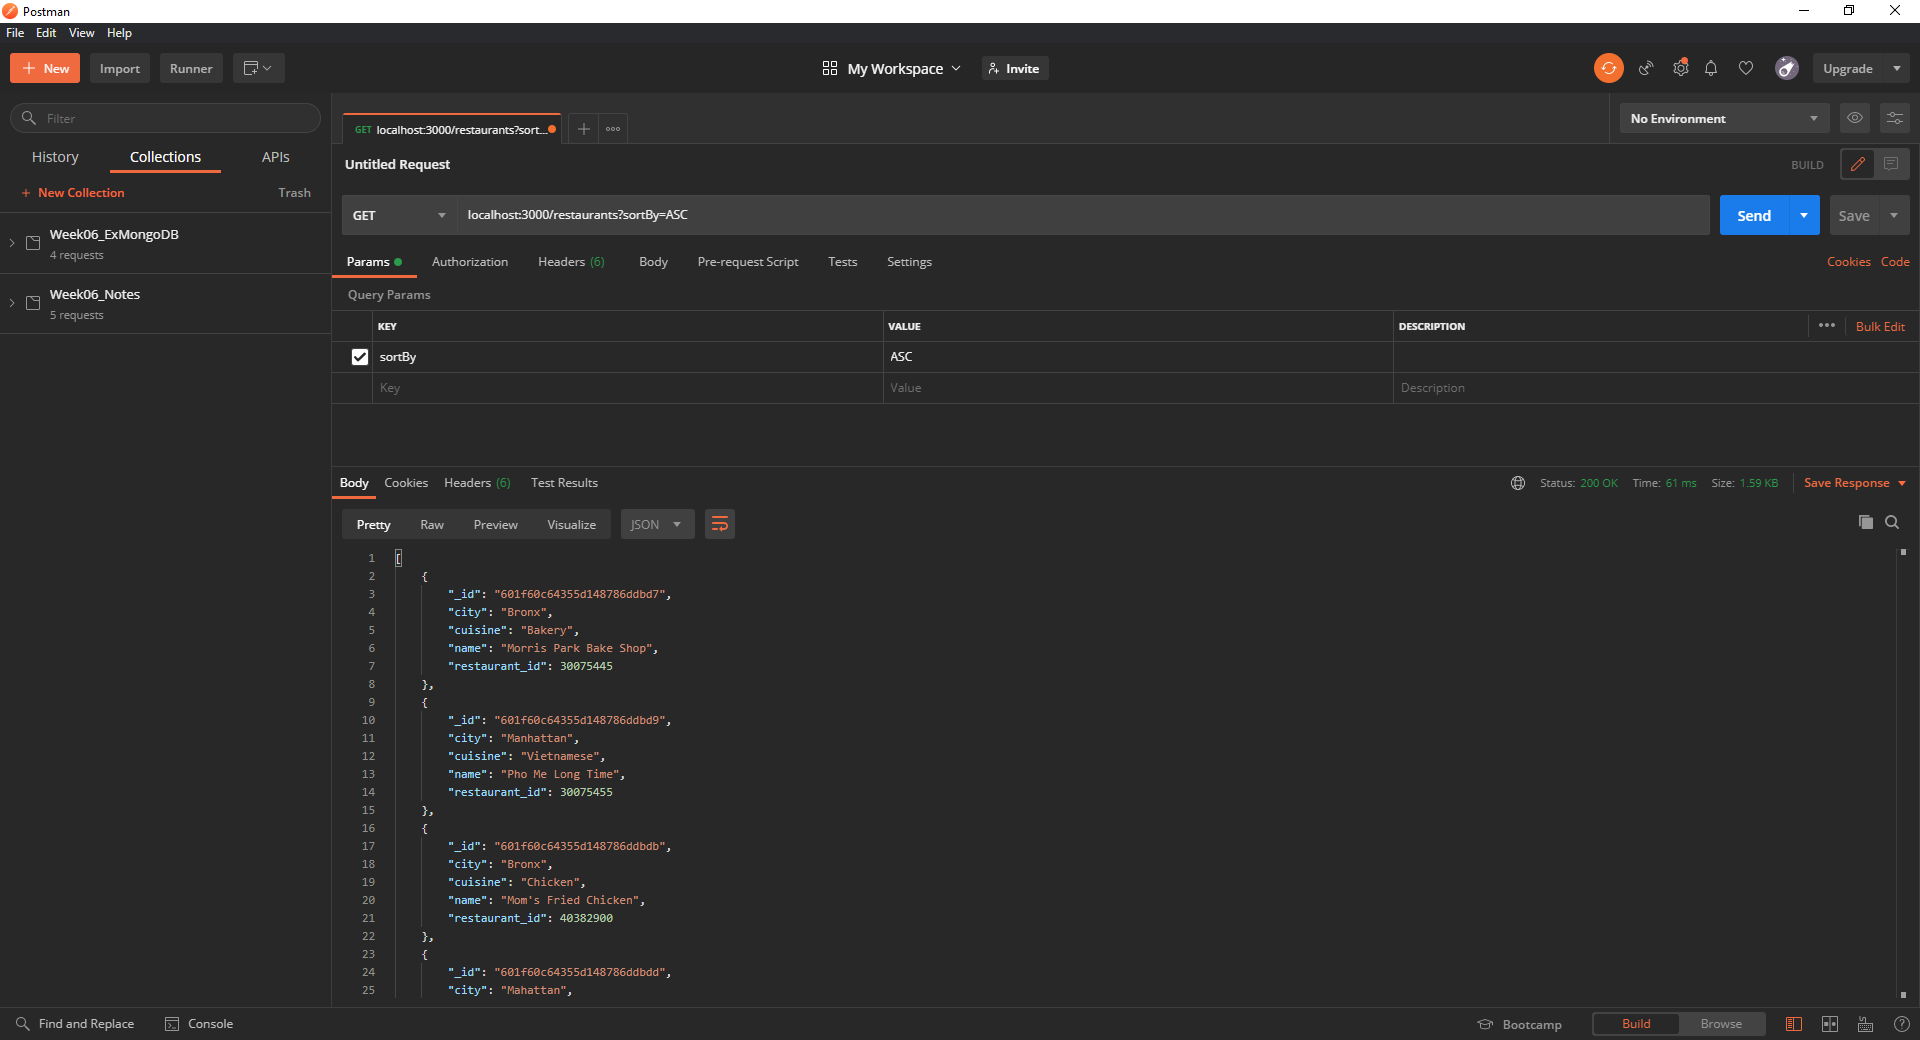 Postman
File Edit View Help
New Import Runner My Workspace Invite Upgrade
Filter
History Collections APIs
New Collection Trash
Week06_ExMongoDB
4 requests
Week06_Notes
5 requests
GET localhost:3000/restaurants?sort... No Environment
Untitled Request BUILD
GET localhost:3000/restaurants?sortBy=ASC Send Save
Params Authorization Headers (6) Body Pre-request Script Tests Settings Cookies Code
Query Params
KEY VALUE DESCRIPTION Bulk Edit
sortBy ASC
Key Value Description
Body Cookies Headers (6) Test Results Status: 200 OK Time: 61 ms Size: 1.59 KB Save Response
Pretty Raw Preview Visualize JSON
1 [
2 {
3 "_id": "601f60c64355d148786ddbd7",
4 "city": "Bronx",
5 "cuisine": "Bakery",
6 "name": "Morris Park Bake Shop",
7 "restaurant_id": 30075445
8 },
9 {
10 "_id": "601f60c64355d148786ddbd9",
11 "city": "Manhattan",
12 "cuisine": "Vietnamese",
13 "name": "Pho Me Long Time",
14 "restaurant_id": 30075455
15 },
16 {
17 "_id": "601f60c64355d148786ddbdb",
18 "city": "Bronx",
19 "cuisine": "Chicken",
20 "name": "Mom's Fried Chicken",
21 "restaurant_id": 40382900
22 },
23 {
24 "_id": "601f60c64355d148786ddbdd",
25 "city": "Mahattan",
Find and Replace Console Bootcamp Build Browse